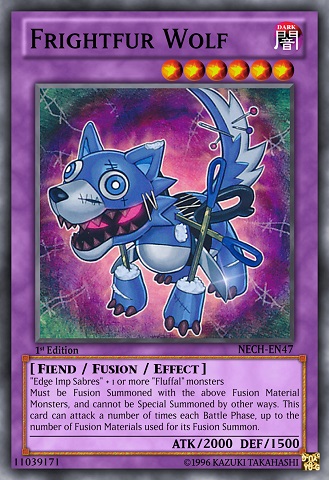 FRIGHTFUR WOLF
DARK
闇
1st Edition
NECH-EN47
[ FIEND / FUSION / EFFECT ]
"Edge Imp Sabres" + 1 or more "Fluffal" monsters
Must be Fusion Summoned with the above Fusion Material
Monsters, and cannot be Special Summoned by other ways. This
card can attack a number of times each Battle Phase, up to the
number of Fusion Materials used for its Fusion Summon.
ATK/2000 DEF/1500
11039171
©1996 KAZUKI TAKAHASHI